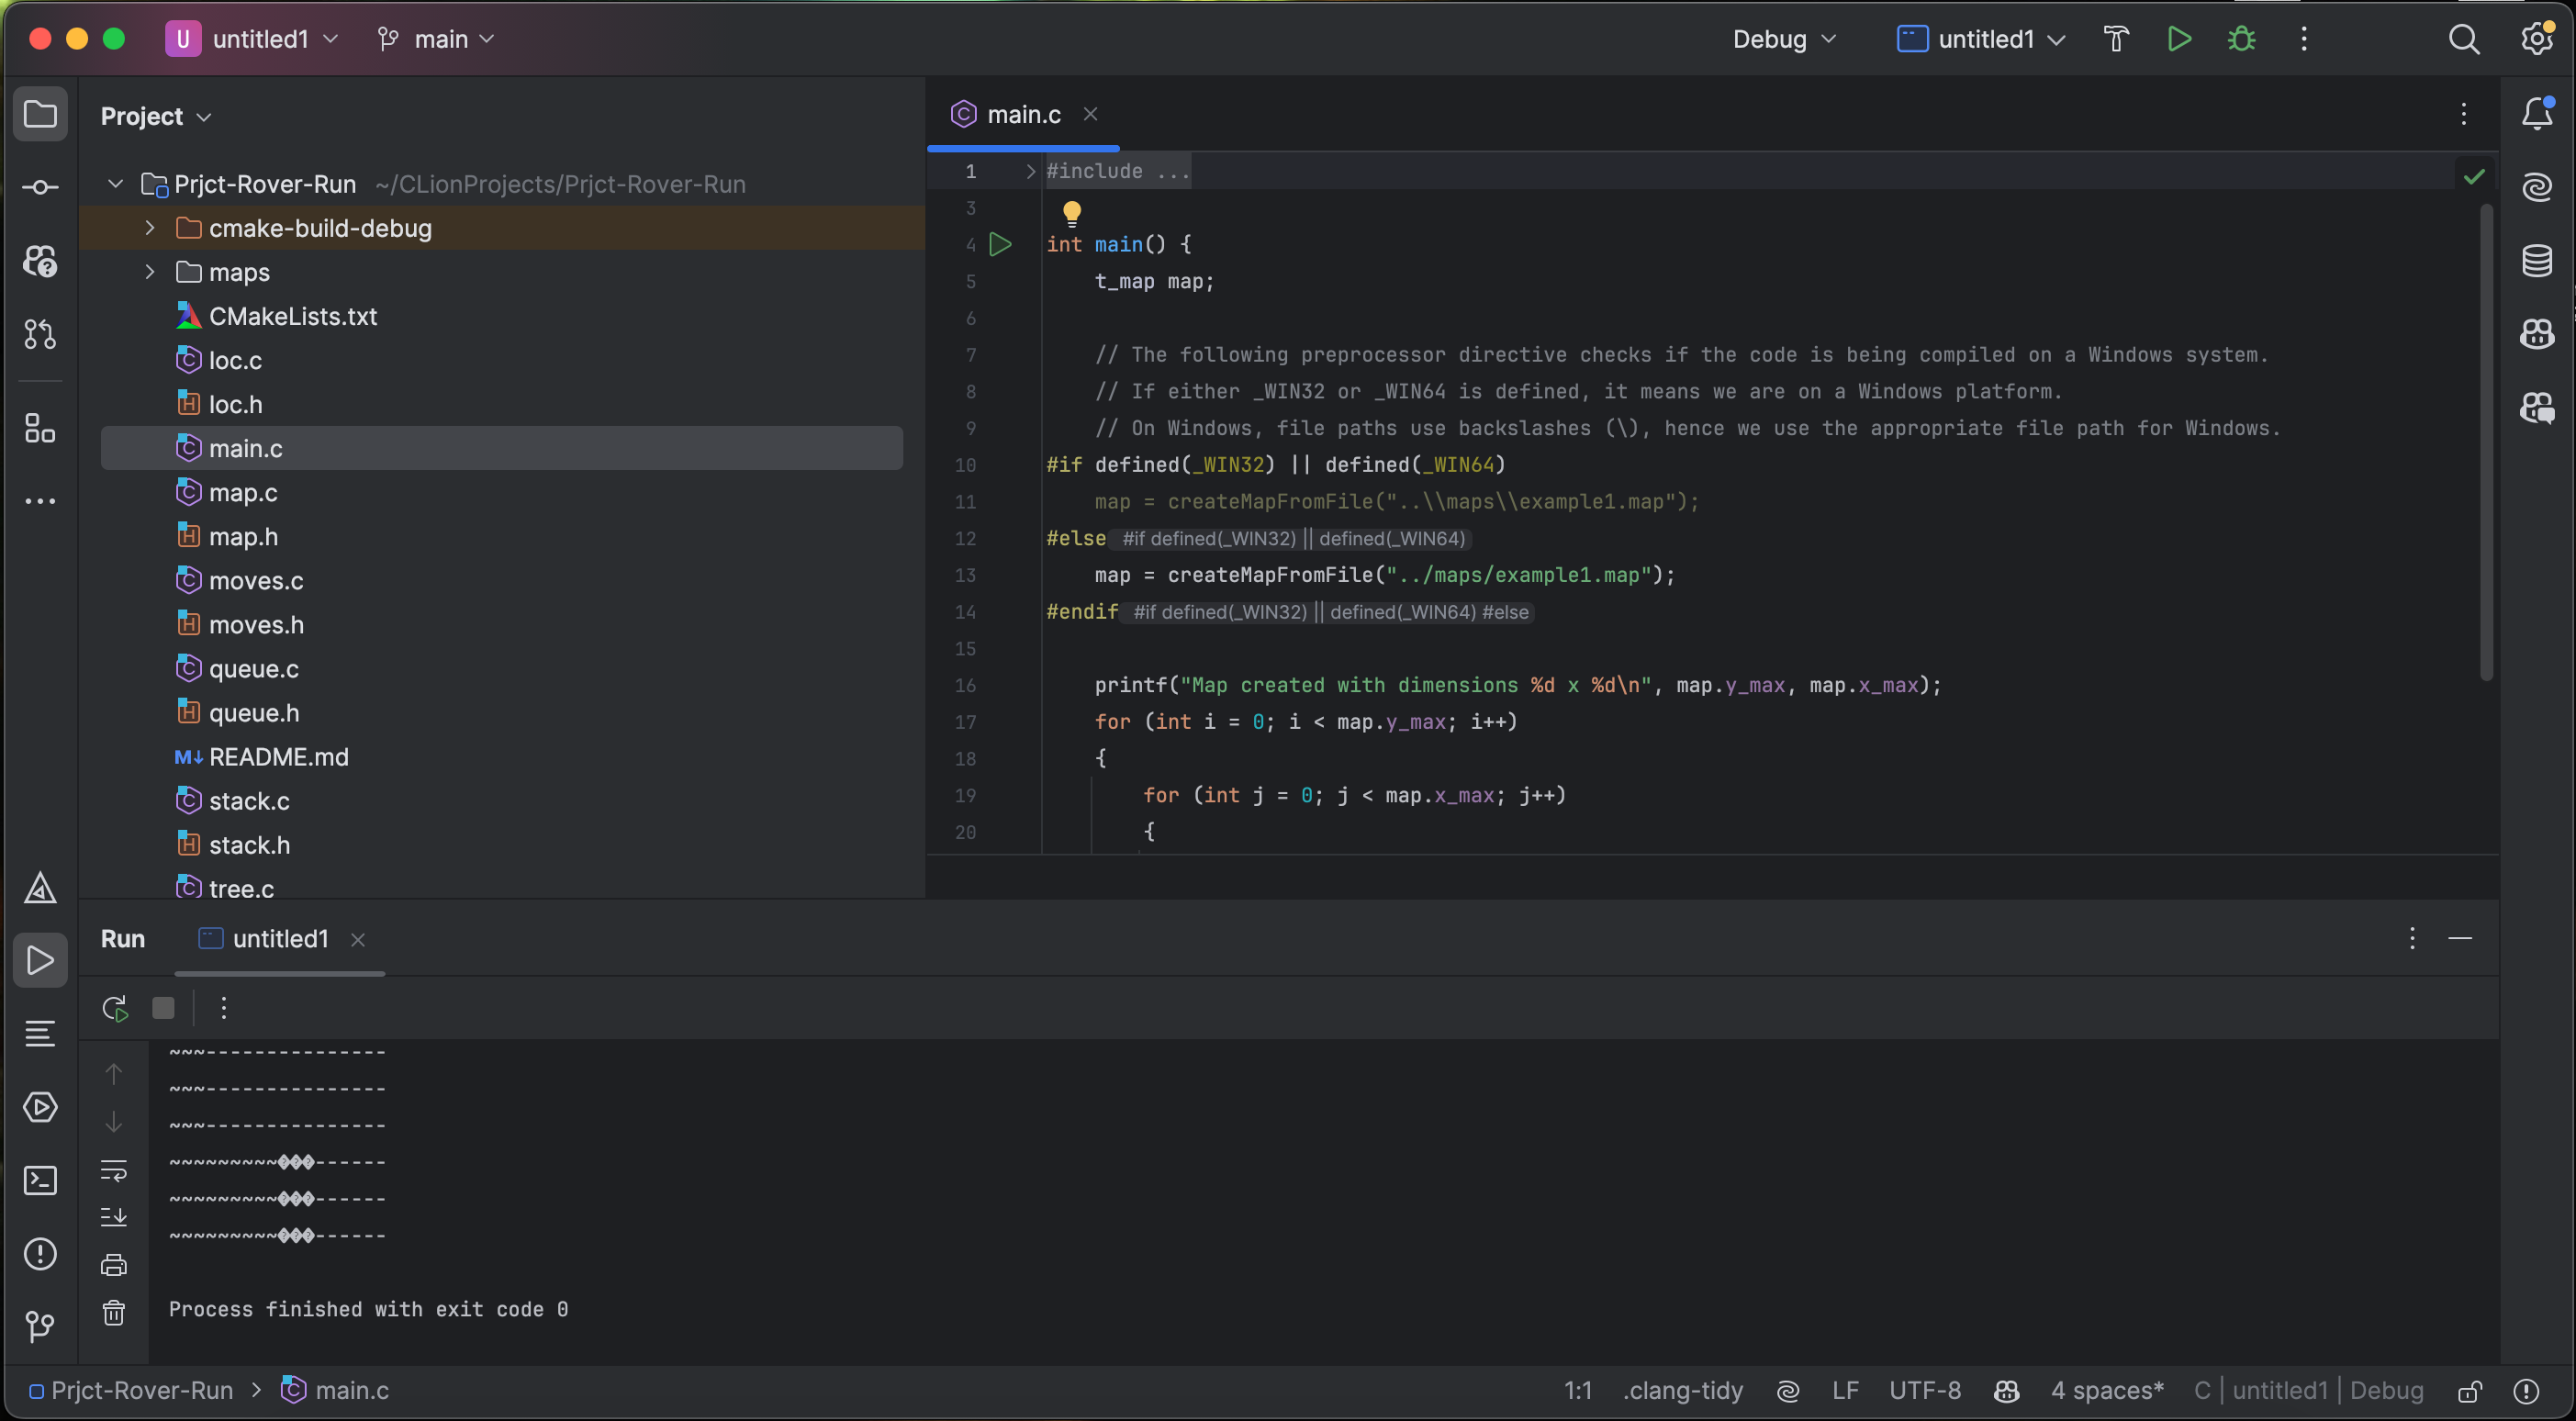 U untitled1 main Debug untitled1
Project
main.c
Prjct-Rover-Run ~/CLionProjects/Prjct-Rover-Run
cmake-build-debug
maps
CMakeLists.txt
loc.c
loc.h
main.c
map.c
map.h
moves.c
moves.h
queue.c
queue.h
README.md
stack.c
stack.h
tree.c
1 #include ...
3
4 int main() {
5 t_map map;
6
7 // The following preprocessor directive checks if the code is being compiled on a Windows system.
8 // If either _WIN32 or _WIN64 is defined, it means we are on a Windows platform.
9 // On Windows, file paths use backslashes (\), hence we use the appropriate file path for Windows.
10 #if defined(_WIN32) || defined(_WIN64)
11 map = createMapFromFile("..\\maps\\example1.map");
12 #else #if defined(_WIN32) || defined(_WIN64)
13 map = createMapFromFile("../maps/example1.map");
14 #endif #if defined(_WIN32) || defined(_WIN64) #else
15
16 printf("Map created with dimensions %d x %d\n", map.y_max, map.x_max);
17 for (int i = 0; i < map.y_max; i++)
18 {
19 for (int j = 0; j < map.x_max; j++)
20 {
Run untitled1
~~~---------------
~~~---------------
~~~---------------
~~~~~~~~~���------
~~~~~~~~~���------
~~~~~~~~~���------
Process finished with exit code 0
Prjct-Rover-Run > main.c 1:1 .clang-tidy LF UTF-8 4 spaces* C | untitled1 | Debug